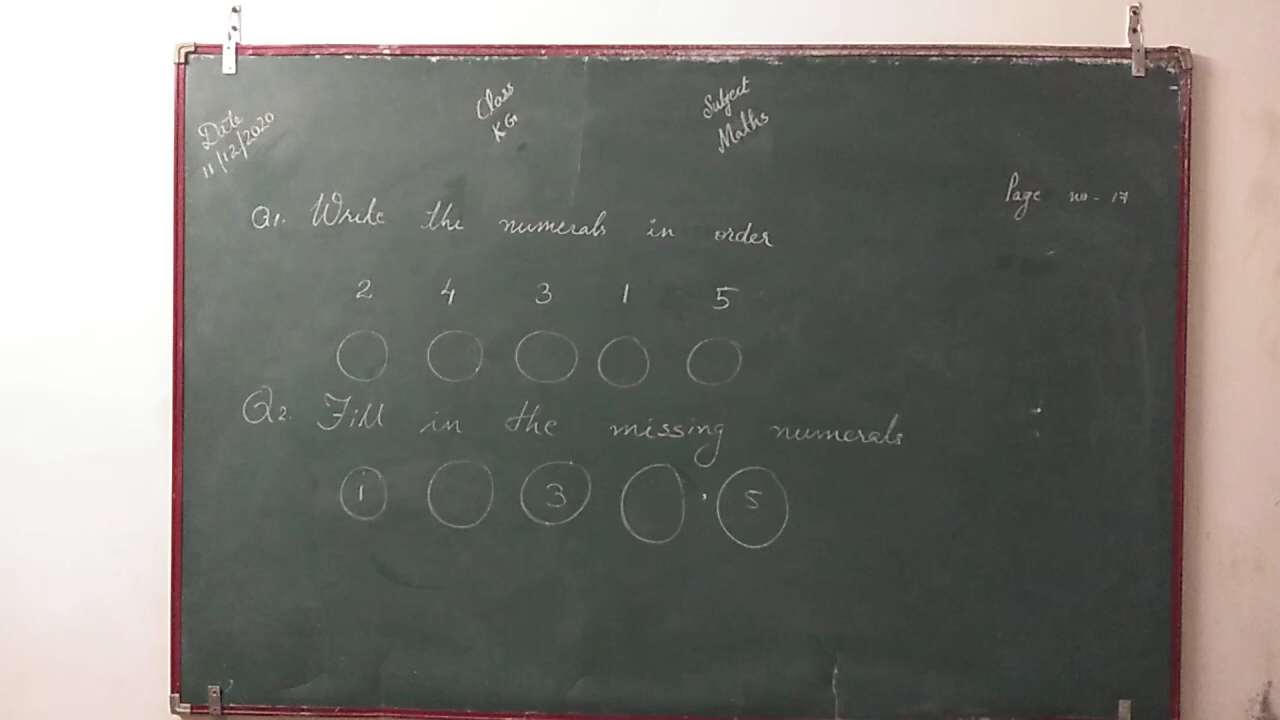 Date
11/12/2020
Class
KG
Subject
Maths
Page no - 17
Q1. Write the numerals in order
2 4 3 1 5
Q2. Fill in the missing numerals
1 3 5